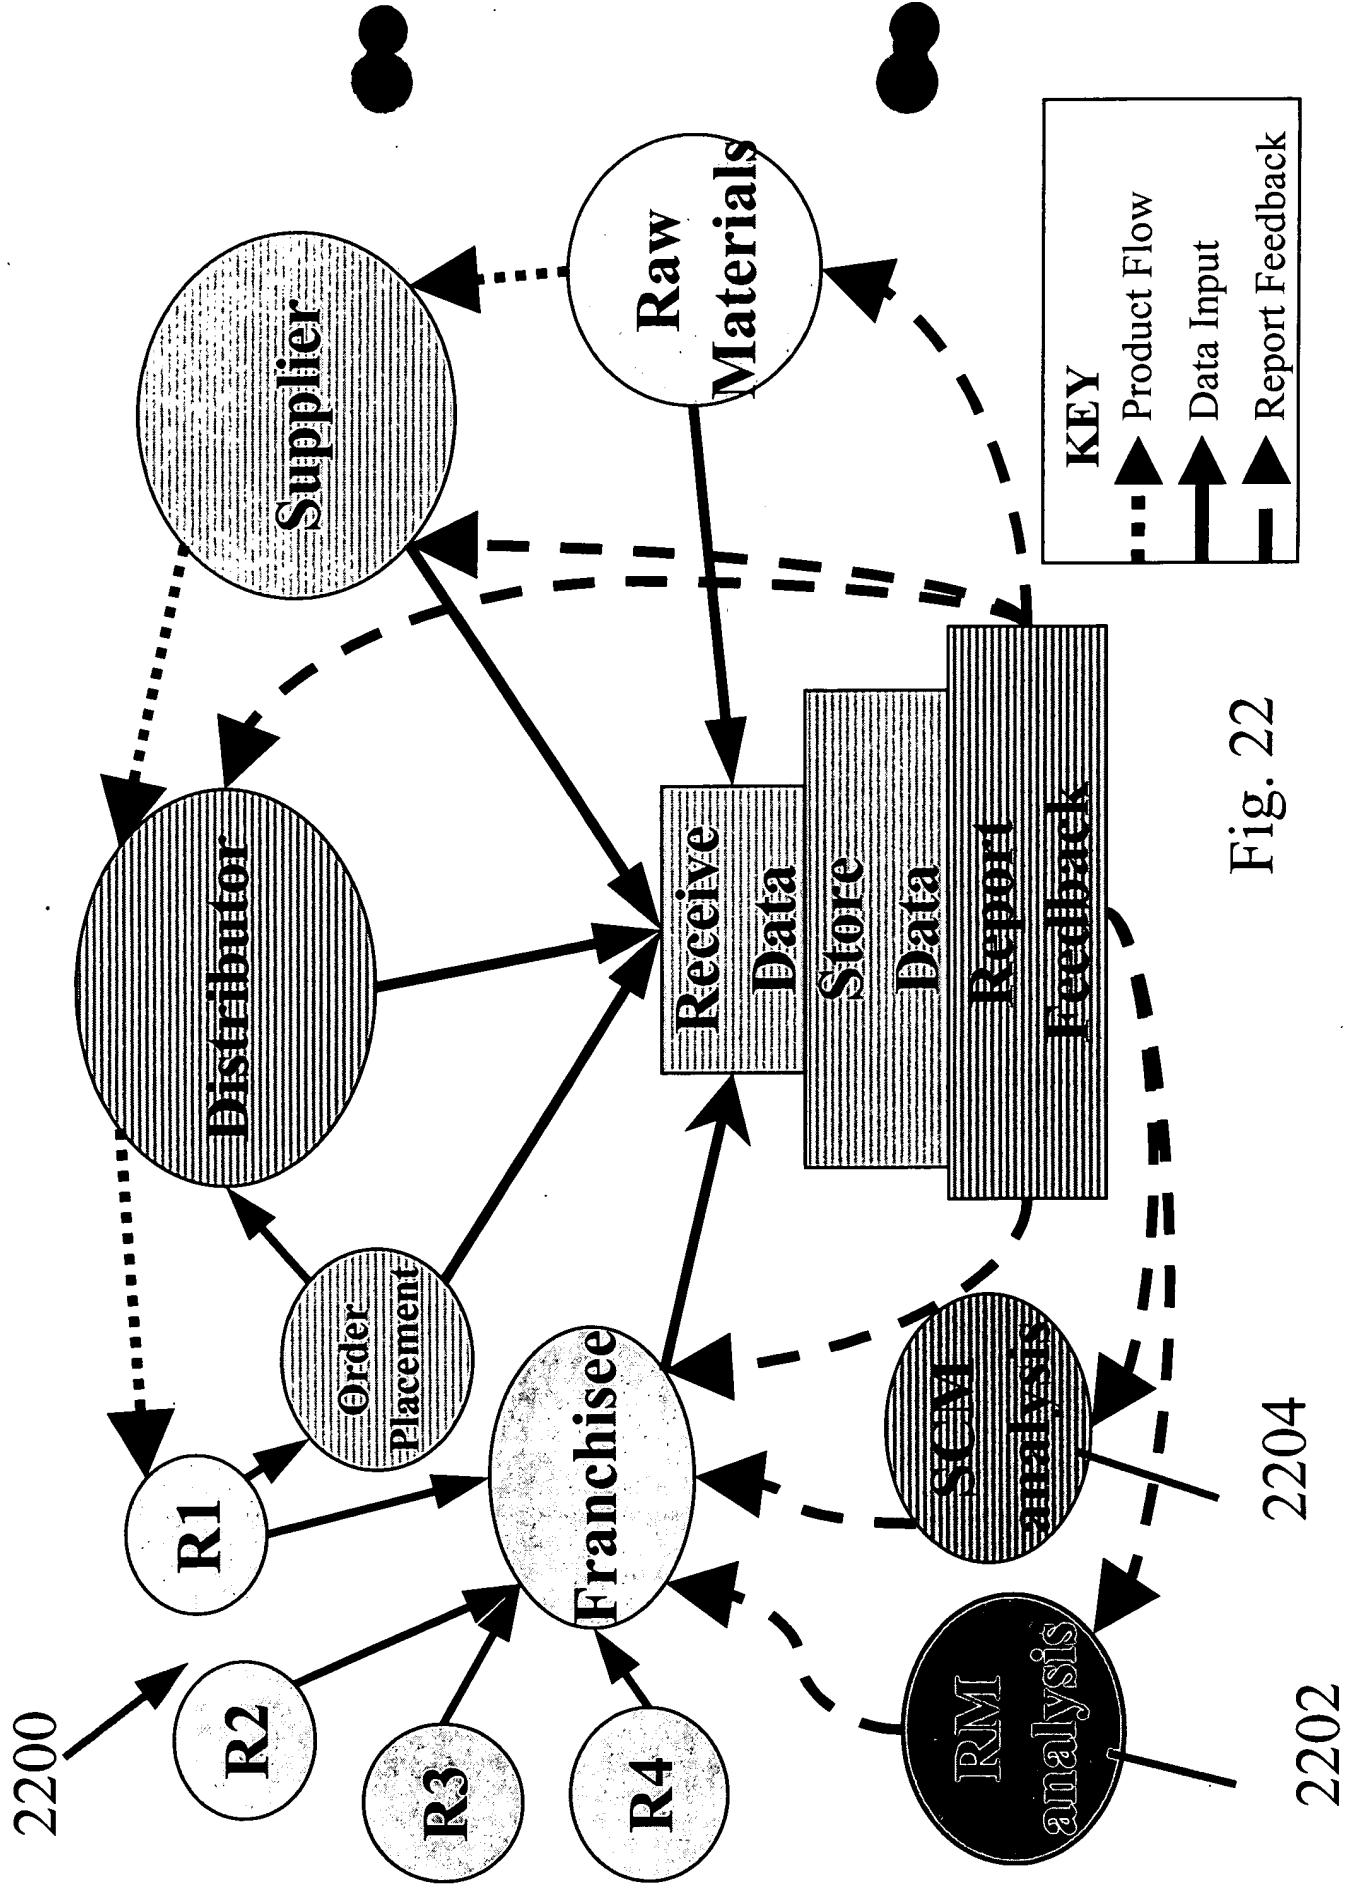 2200
R1
R2
R3
R4
Order
Placement
Distributor
Supplier
Raw
Materials
Franchisee
Receive
Data
Store
Data
Report
Feedback
SCM
analysis
RM
analysis
2202
2204
KEY
Product Flow
Data Input
Report Feedback
Fig. 22